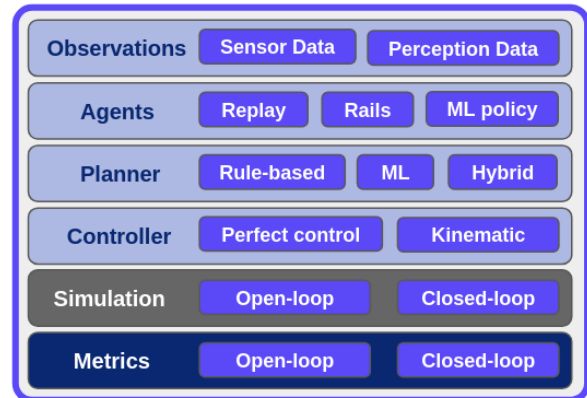 Observations Sensor Data Perception Data
Agents Replay Rails ML policy
Planner Rule-based ML Hybrid
Controller Perfect control Kinematic
Simulation Open-loop Closed-loop
Metrics Open-loop Closed-loop